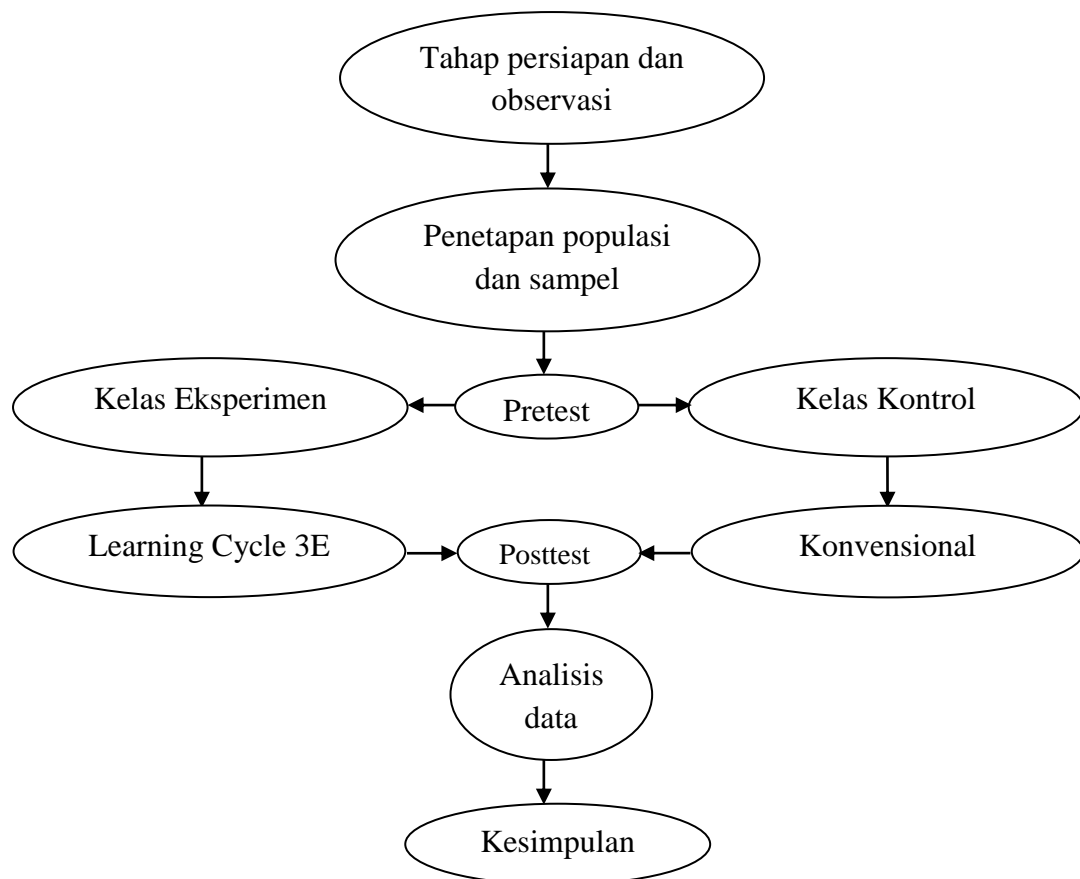 Tahap persiapan dan
observasi
Penetapan populasi
dan sampel
Kelas Eksperimen
Pretest
Kelas Kontrol
Learning Cycle 3E
Posttest
Konvensional
Analisis
data
Kesimpulan